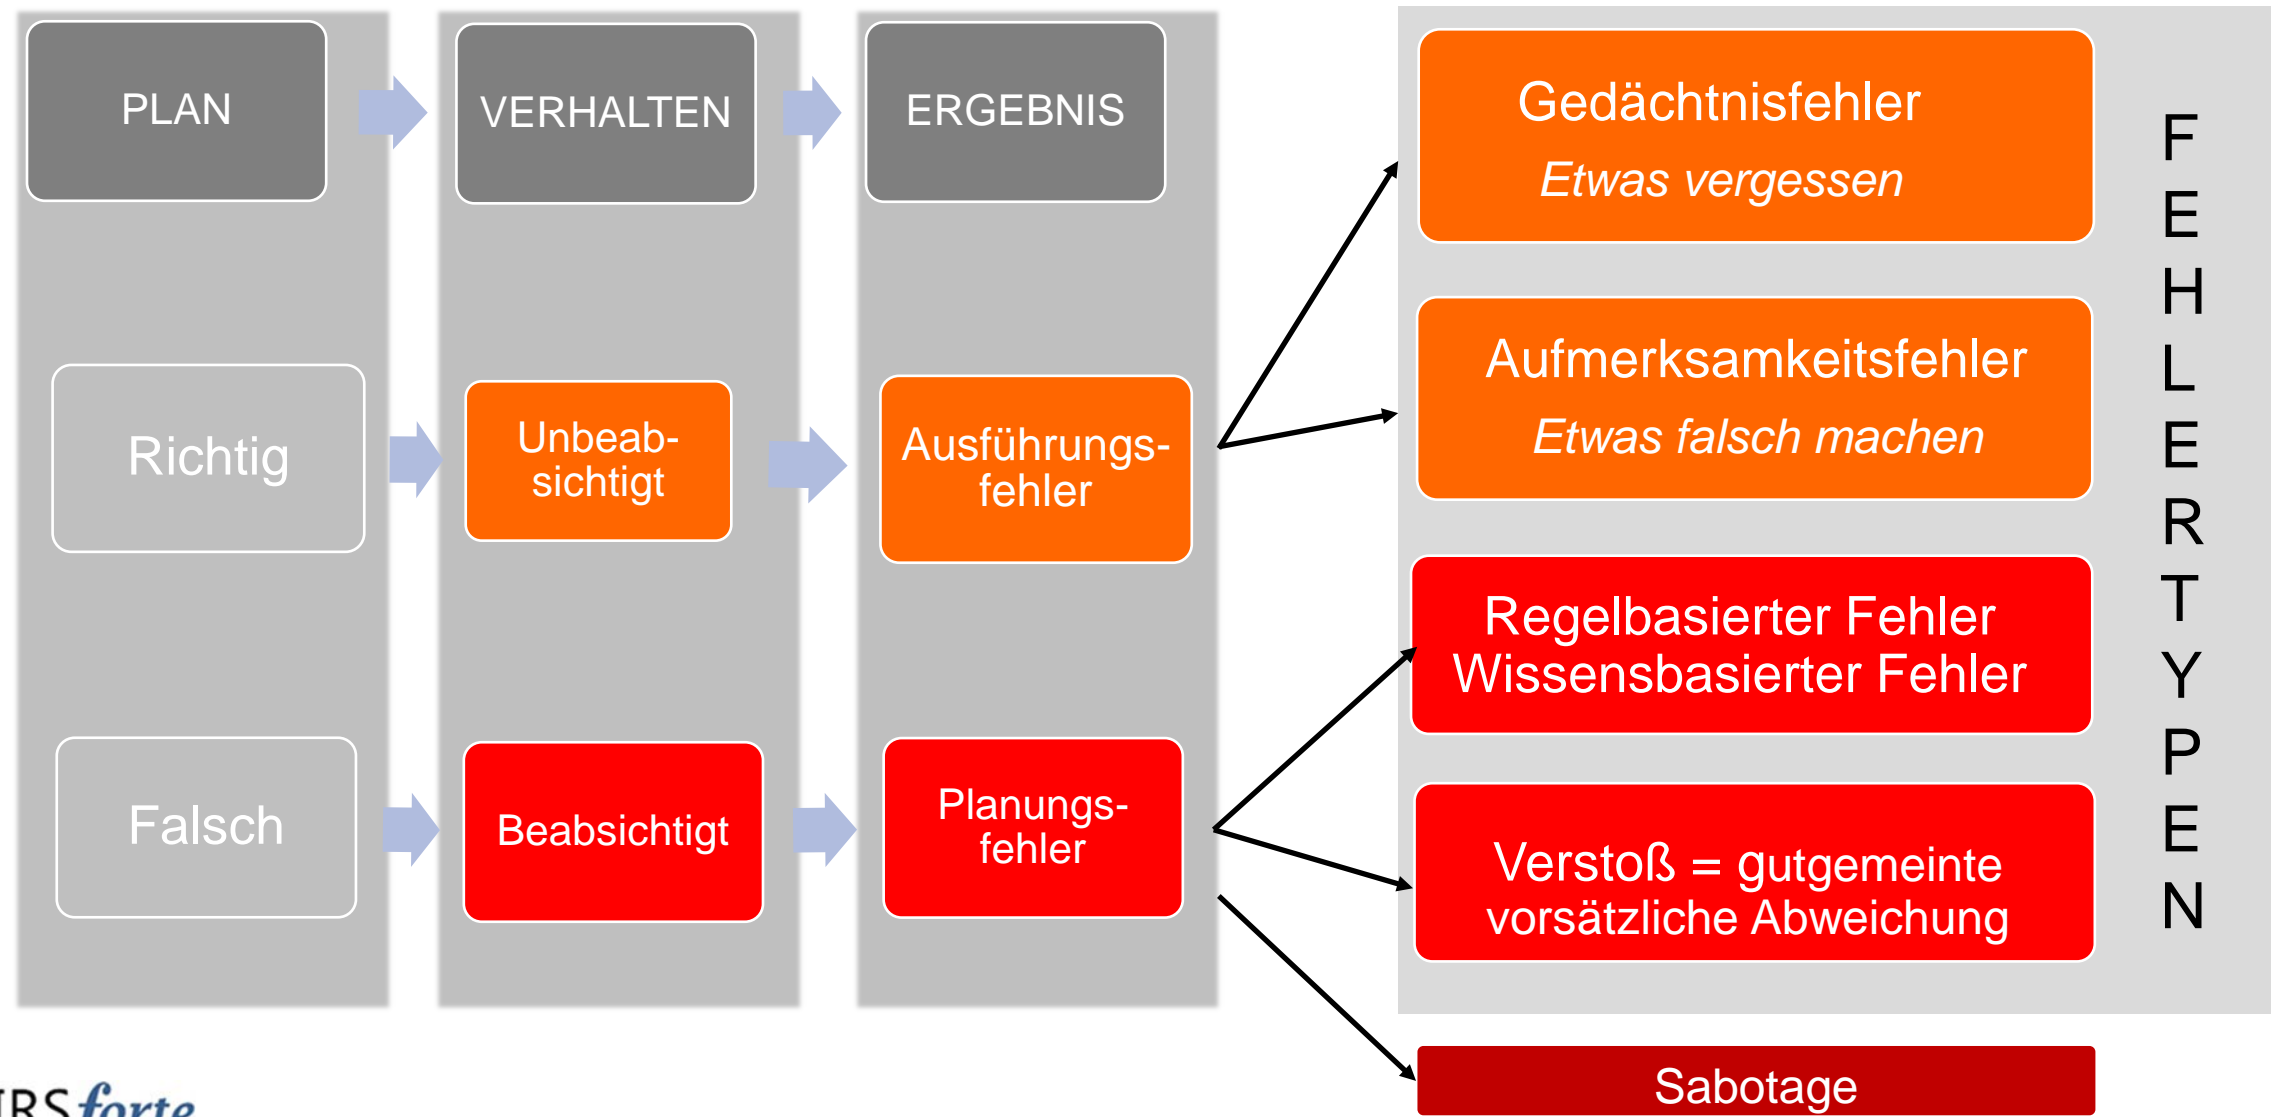 PLAN
VERHALTEN
ERGEBNIS
Richtig
Unbeab-
sichtigt
Ausführungs-
fehler
Falsch
Beabsichtigt
Planungs-
fehler
Gedächtnisfehler
Etwas vergessen
Aufmerksamkeitsfehler
Etwas falsch machen
Regelbasierter Fehler
Wissensbasierter Fehler
Verstoß = gutgemeinte
vorsätzliche Abweichung
Sabotage
F
E
H
L
E
R
T
Y
P
E
N
forte